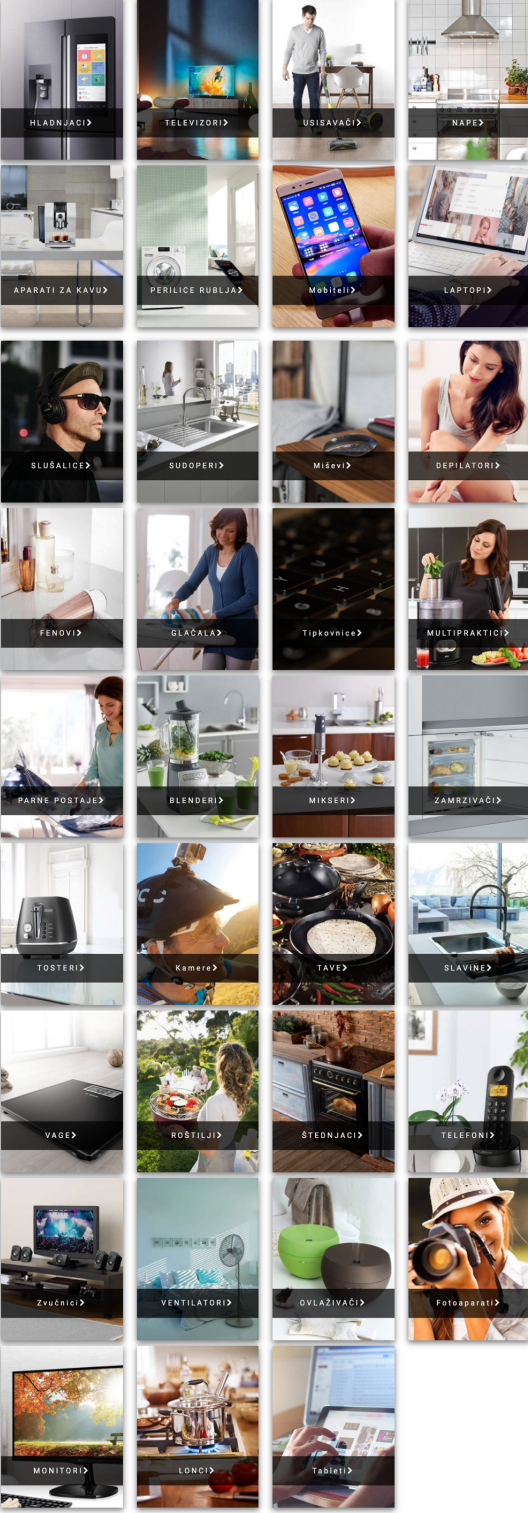 HLADNJACI
TELEVIZORI
USISAVAČI
NAPE
APARATI ZA KAVU
PERILICE RUBLJA
Mobiteli
LAPTOPI
SLUŠALICE
SUDOPERI
Miševi
DEPILATORI
FENOVI
GLAČALA
Tipkovnice
MULTIPRAKTICI
PARNE POSTAJE
BLENDERI
MIKSERI
ZAMRZIVAČI
TOSTERI
Kamere
TAVE
SLAVINE
VAGE
ROŠTILJI
ŠTEDNJACI
TELEFONI
Zvučnici
VENTILATORI
OVLAŽIVAČI
Fotoaparati
MONITORI
LONCI
Tableti